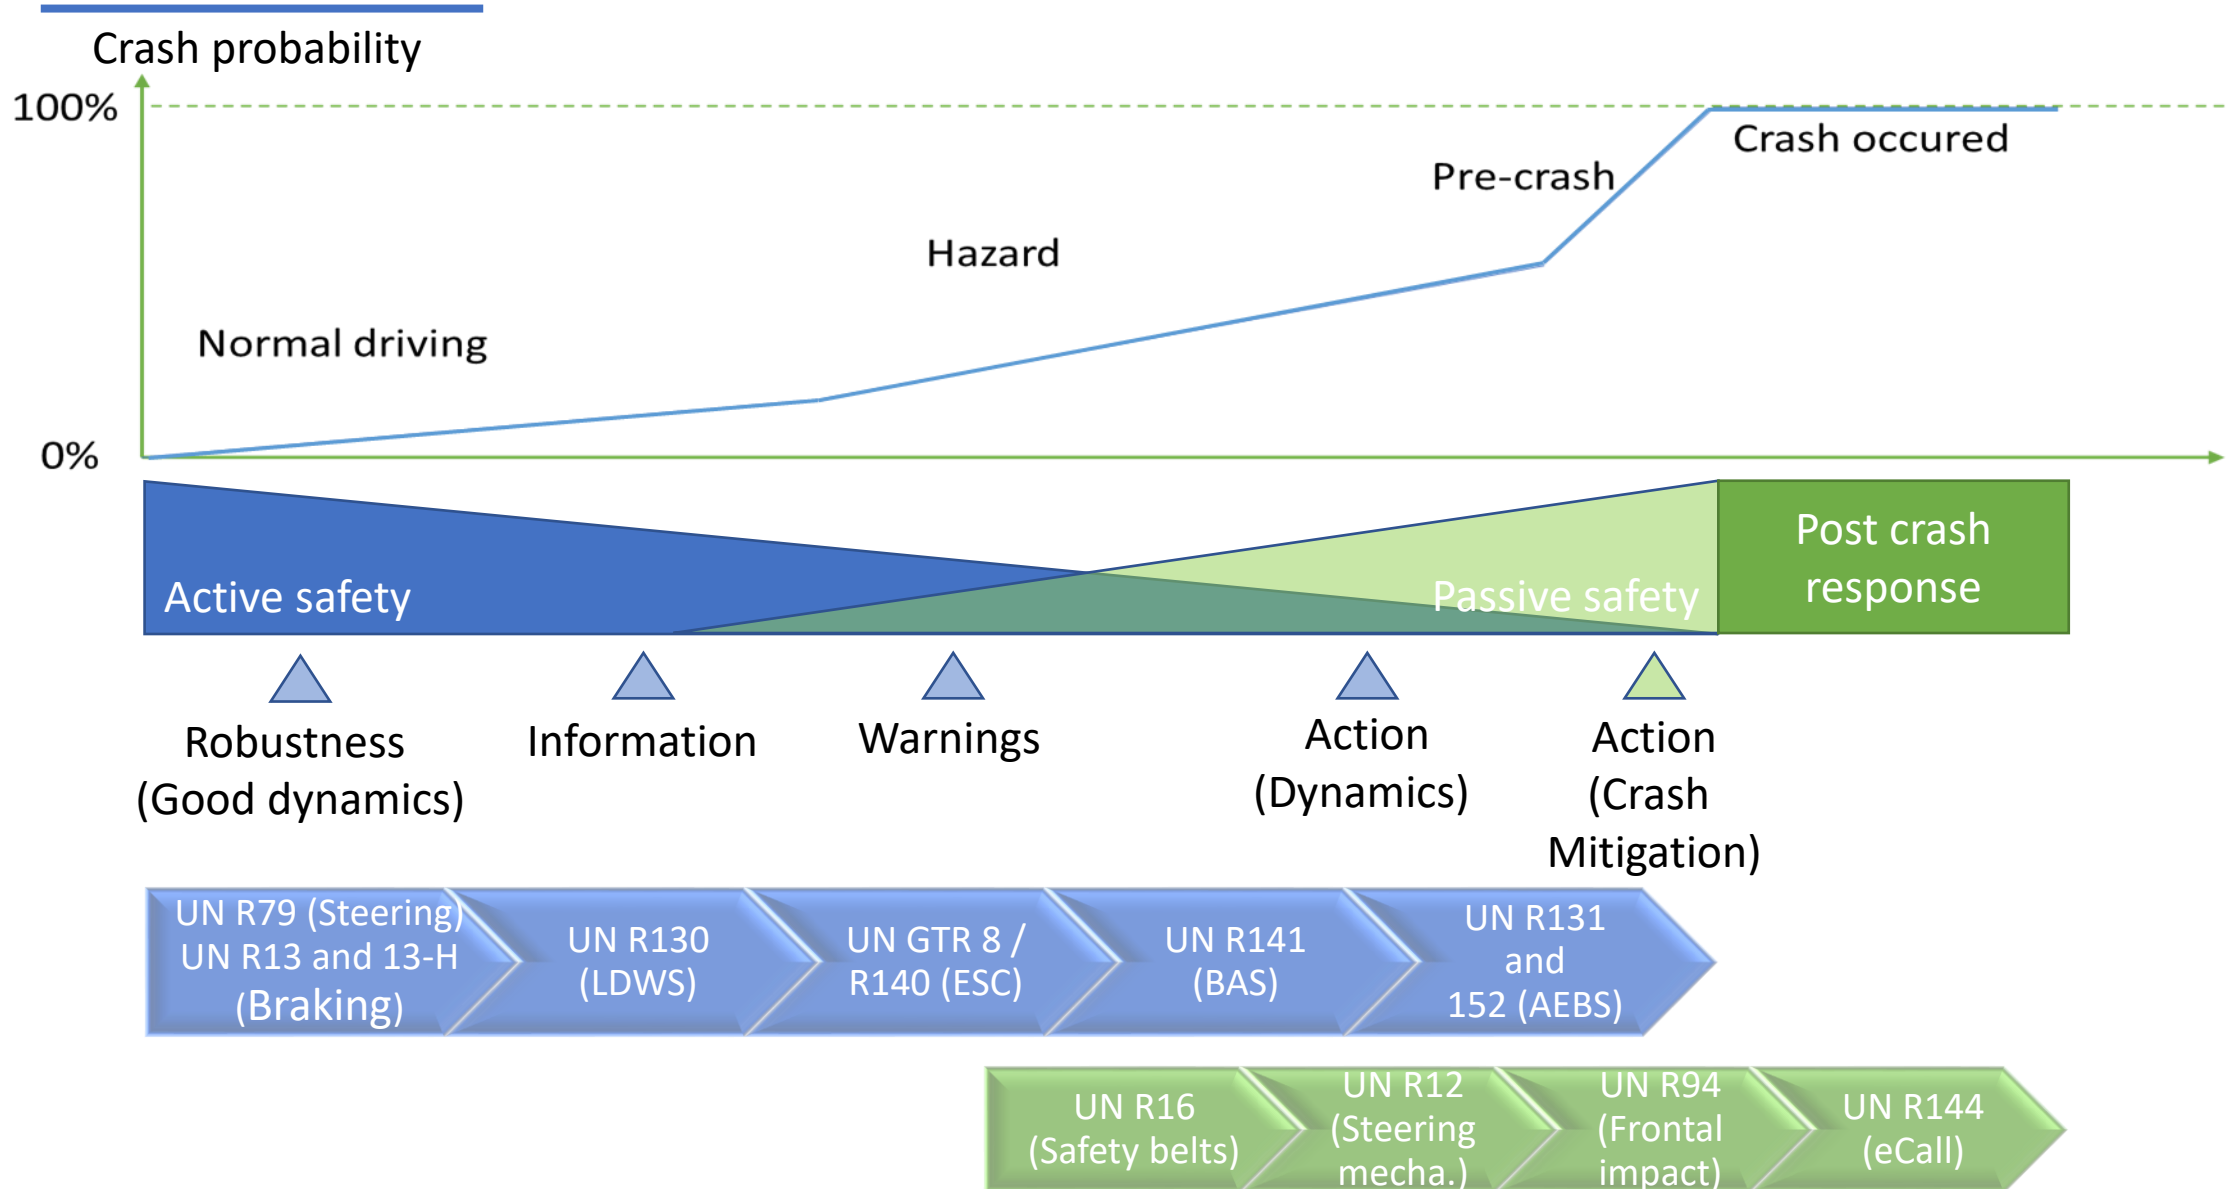 Crash probability
100%
Crash occured
Pre-crash
Hazard
Normal driving
0%
Active safety
Passive safety
Post crash
response
Robustness
(Good dynamics)
Information
Warnings
Action
(Dynamics)
Action
(Crash
Mitigation)
UN R79 (Steering)
UN R13 and 13-H
(Braking)
UN R130
(LDWS)
UN GTR 8 /
R140 (ESC)
UN R141
(BAS)
UN R131
and
152 (AEBS)
UN R16
(Safety belts)
UN R12
(Steering
mecha.)
UN R94
(Frontal
impact)
UN R144
(eCall)